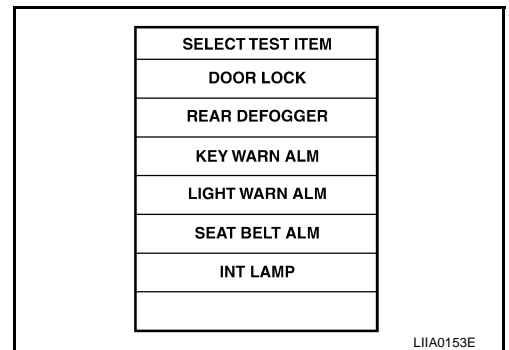 SELECT TEST ITEM
DOOR LOCK
REAR DEFOGGER
KEY WARN ALM
LIGHT WARN ALM
SEAT BELT ALM
INT LAMP
LIIA0153E